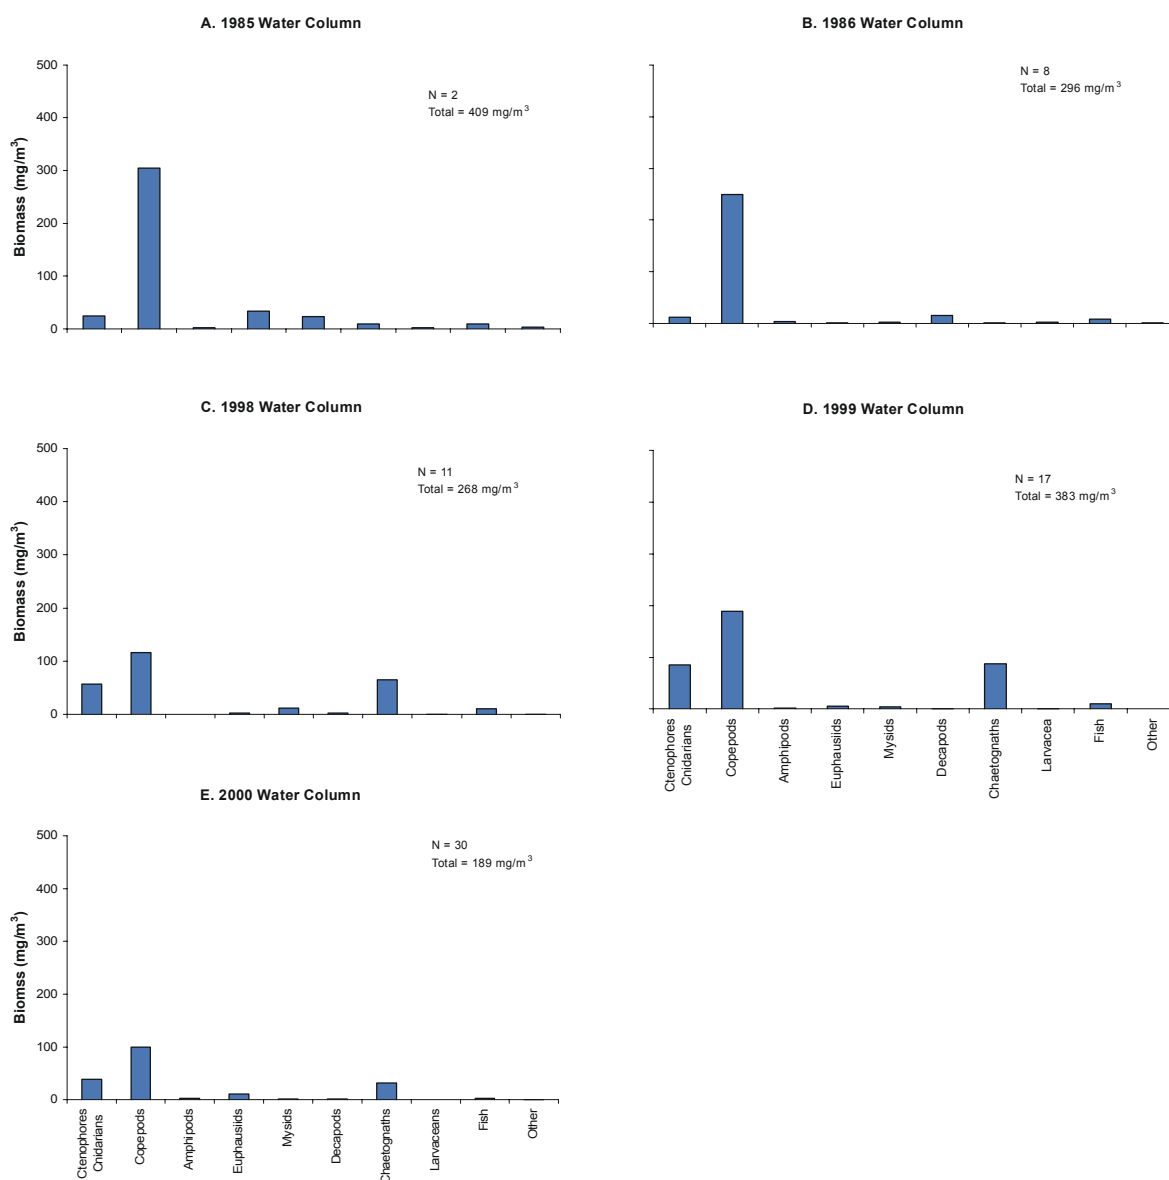 A. 1985 Water Column
500
400
300
200
100
0
Biomass (mg/m³)
N = 2
Total = 409 mg/m³
B. 1986 Water Column
N = 8
Total = 296 mg/m³
C. 1998 Water Column
500
400
300
200
100
0
Biomass (mg/m³)
N = 11
Total = 268 mg/m³
D. 1999 Water Column
N = 17
Total = 383 mg/m³
Ctenophores
Cnidarians
Copepods
Amphipods
Euphausiids
Mysids
Decapods
Chaetognaths
Larvacea
Fish
Other
E. 2000 Water Column
500
400
300
200
100
0
Biomss (mg/m³)
N = 30
Total = 189 mg/m³
Ctenophores
Cnidarians
Copepods
Amphipods
Euphausiids
Mysids
Decapods
Chaetognaths
Larvaceans
Fish
Other